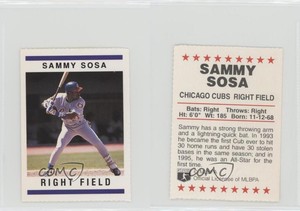 SAMMY SOSA
RIGHT FIELD
COMC
SAMMY
SOSA
CHICAGO CUBS RIGHT FIELD
Bats: Right Throws: Right
Ht: 6'0" Wt: 185 Born: 11-12-68
Sammy has a strong throwing arm
and a lightning-quick bat. In 1993
he became the first Cub ever to hit
30 home runs and have 30 stolen
bases in the same season; and in
1995, he was an All-Star for the
first time.
Official Licensee of MLBPA
COMC